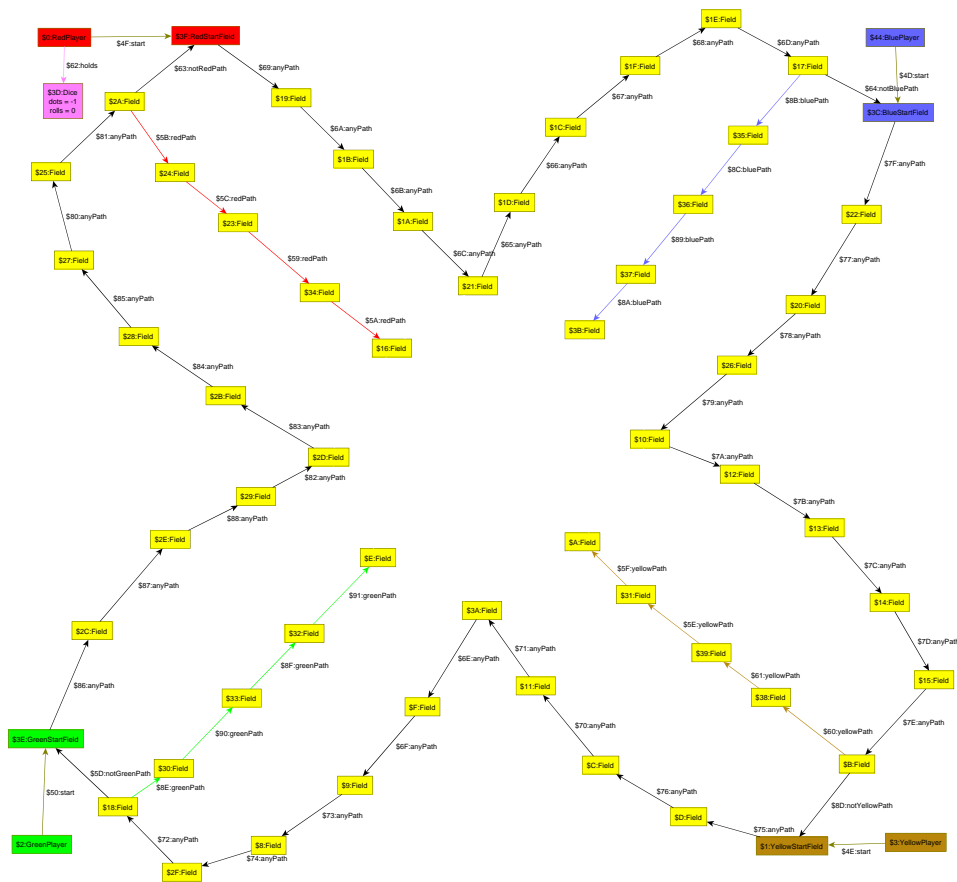 $1E:Field
$0:RedPlayer
$4F:start
$3F:RedStartField
$68:anyPath
$6D:anyPath
$44:BluePlayer
$62:holds
$63:notRedPath
$69:anyPath
$1F:Field
$17:Field
$4D:start
$64:notBluePath
$3D:Dice
dots = -1
rolls = 0
$2A:Field
$19:Field
$67:anyPath
$8B:bluePath
$3C:BlueStartField
$81:anyPath
$5B:redPath
$6A:anyPath
$1C:Field
$35:Field
$25:Field
$24:Field
$1B:Field
$66:anyPath
$8C:bluePath
$7F:anyPath
$80:anyPath
$5C:redPath
$6B:anyPath
$1D:Field
$36:Field
$22:Field
$23:Field
$1A:Field
$65:anyPath
$6C:anyPath
$89:bluePath
$77:anyPath
$27:Field
$59:redPath
$21:Field
$37:Field
$85:anyPath
$34:Field
$8A:bluePath
$20:Field
$28:Field
$5A:redPath
$3B:Field
$78:anyPath
$84:anyPath
$16:Field
$26:Field
$2B:Field
$79:anyPath
$83:anyPath
$10:Field
$2D:Field
$7A:anyPath
$82:anyPath
$12:Field
$29:Field
$7B:anyPath
$88:anyPath
$13:Field
$2E:Field
$E:Field
$A:Field
$7C:anyPath
$87:anyPath
$91:greenPath
$5F:yellowPath
$31:Field
$14:Field
$2C:Field
$32:Field
$3A:Field
$5E:yellowPath
$7D:anyPath
$86:anyPath
$8F:greenPath
$6E:anyPath
$71:anyPath
$39:Field
$15:Field
$33:Field
$11:Field
$61:yellowPath
$38:Field
$7E:anyPath
$F:Field
$3E:GreenStartField
$90:greenPath
$6F:anyPath
$70:anyPath
$60:yellowPath
$5D:notGreenPath
$30:Field
$C:Field
$B:Field
$50:start
$8E:greenPath
$9:Field
$76:anyPath
$8D:notYellowPath
$18:Field
$73:anyPath
$D:Field
$72:anyPath
$75:anyPath
$2:GreenPlayer
$8:Field
$1:YellowStartField
$4E:start
$3:YellowPlayer
$74:anyPath
$2F:Field